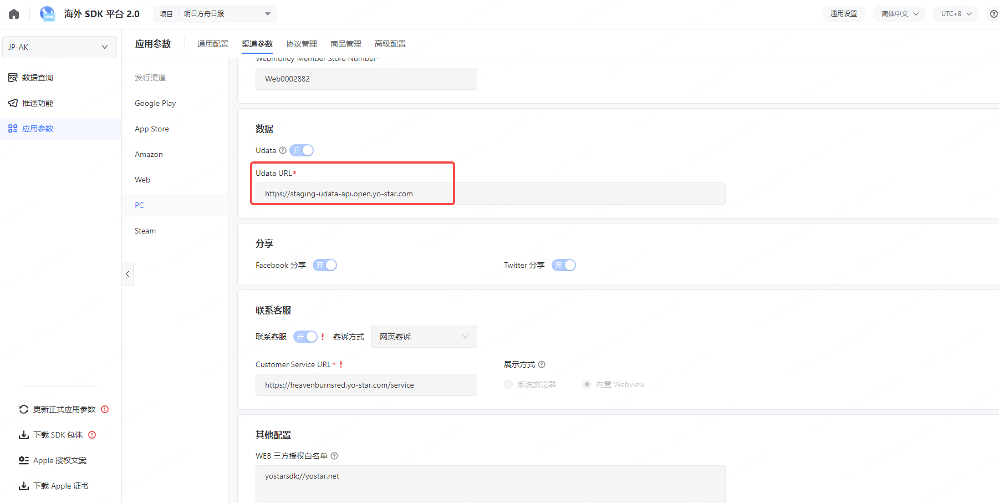 海外 SDK 平台 2.0
项目 明日方舟日服
通用设置
简体中文
UTC+8
JP-AK
数据查询
推送功能
应用参数
更新正式应用参数
下载 SDK 包体
Apple 授权文案
下载 Apple 证书
应用参数
通用配置
渠道参数
协议管理
商品管理
高级配置
发行渠道
Google Play
App Store
Amazon
Web
PC
Steam
Webmoney Member Store Number*
Web0002882
数据
Udata 开
Udata URL*
https://staging-udata-api.open.yo-star.com
分享
Facebook 分享 开
Twitter 分享 开
联系客服
联系客服 开 ! 客诉方式 网页客诉
Customer Service URL* !
https://heavenburnsred.yo-star.com/service
展示方式
系统浏览器 内置 Webview
其他配置
WEB 三方授权白名单
yostarsdk://yostar.net